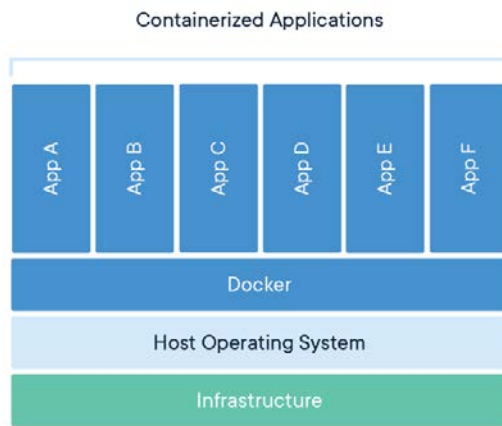 Containerized Applications
App A
App B
App C
App D
App E
App F
Docker
Host Operating System
Infrastructure